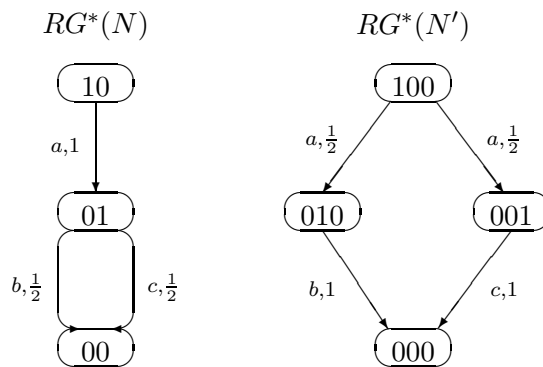 RG*(N) RG*(N′)
10 100
a,1 a,1/2 a,1/2
01 010 001
b,1/2 c,1/2 b,1 c,1
00 000